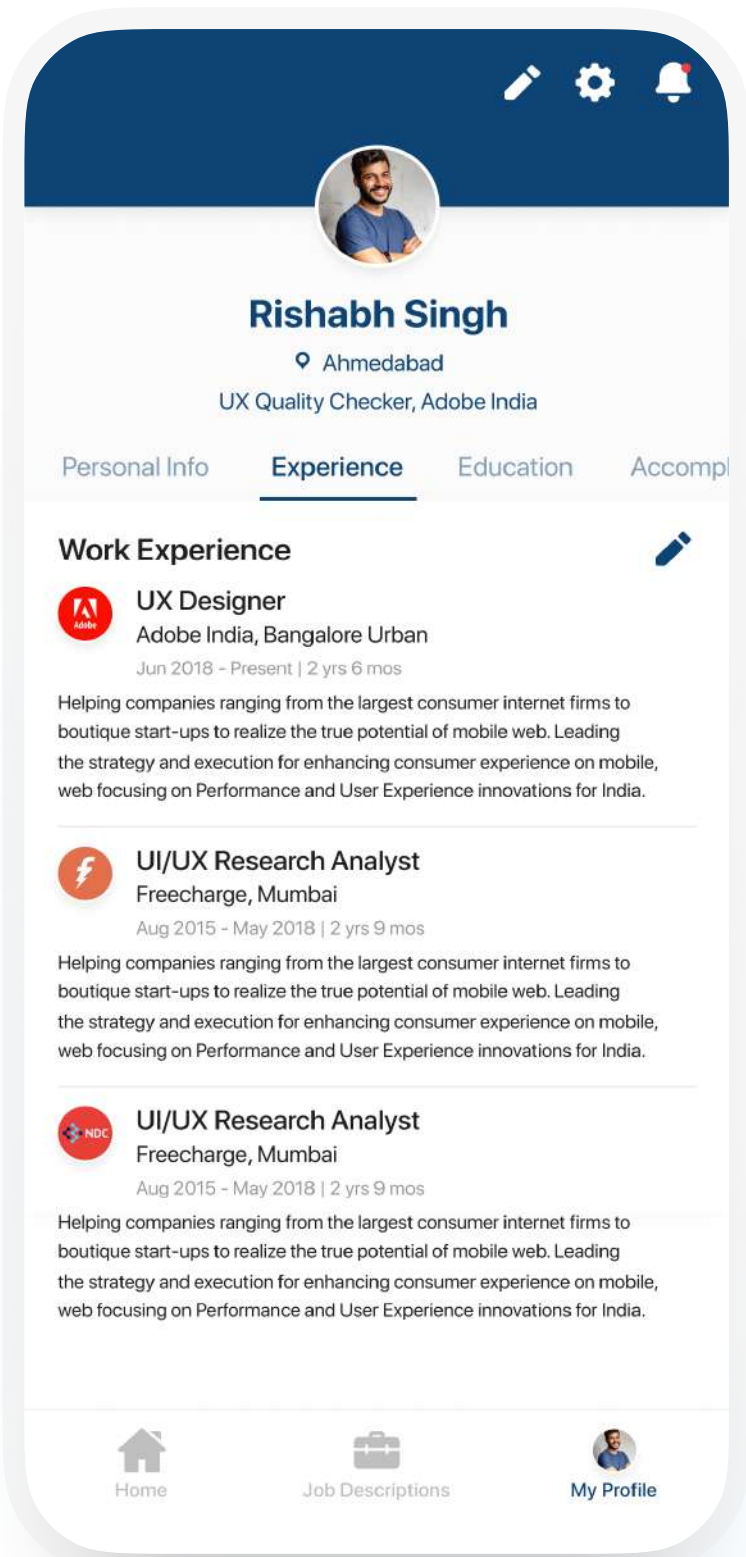 Rishabh Singh
Ahmedabad
UX Quality Checker, Adobe India
Personal Info Experience Education Accompl
Work Experience
Adobe
UX Designer
Adobe India, Bangalore Urban
Jun 2018 - Present | 2 yrs 6 mos
Helping companies ranging from the largest consumer internet firms to
boutique start-ups to realize the true potential of mobile web. Leading
the strategy and execution for enhancing consumer experience on mobile,
web focusing on Performance and User Experience innovations for India.
UI/UX Research Analyst
Freecharge, Mumbai
Aug 2015 - May 2018 | 2 yrs 9 mos
Helping companies ranging from the largest consumer internet firms to
boutique start-ups to realize the true potential of mobile web. Leading
the strategy and execution for enhancing consumer experience on mobile,
web focusing on Performance and User Experience innovations for India.
NDC
UI/UX Research Analyst
Freecharge, Mumbai
Aug 2015 - May 2018 | 2 yrs 9 mos
Helping companies ranging from the largest consumer internet firms to
boutique start-ups to realize the true potential of mobile web. Leading
the strategy and execution for enhancing consumer experience on mobile,
web focusing on Performance and User Experience innovations for India.
Home Job Descriptions My Profile